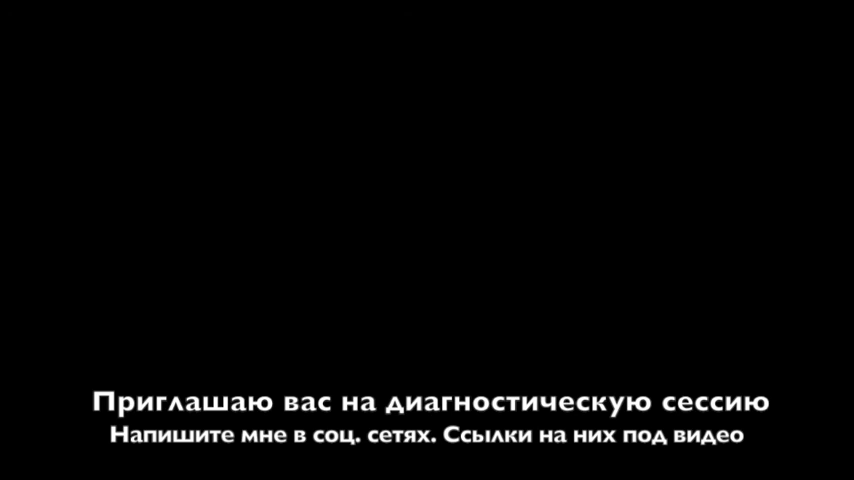 Приглашаю вас на диагностическую сессию
Напишите мне в соц. сетях. Ссылки на них под видео